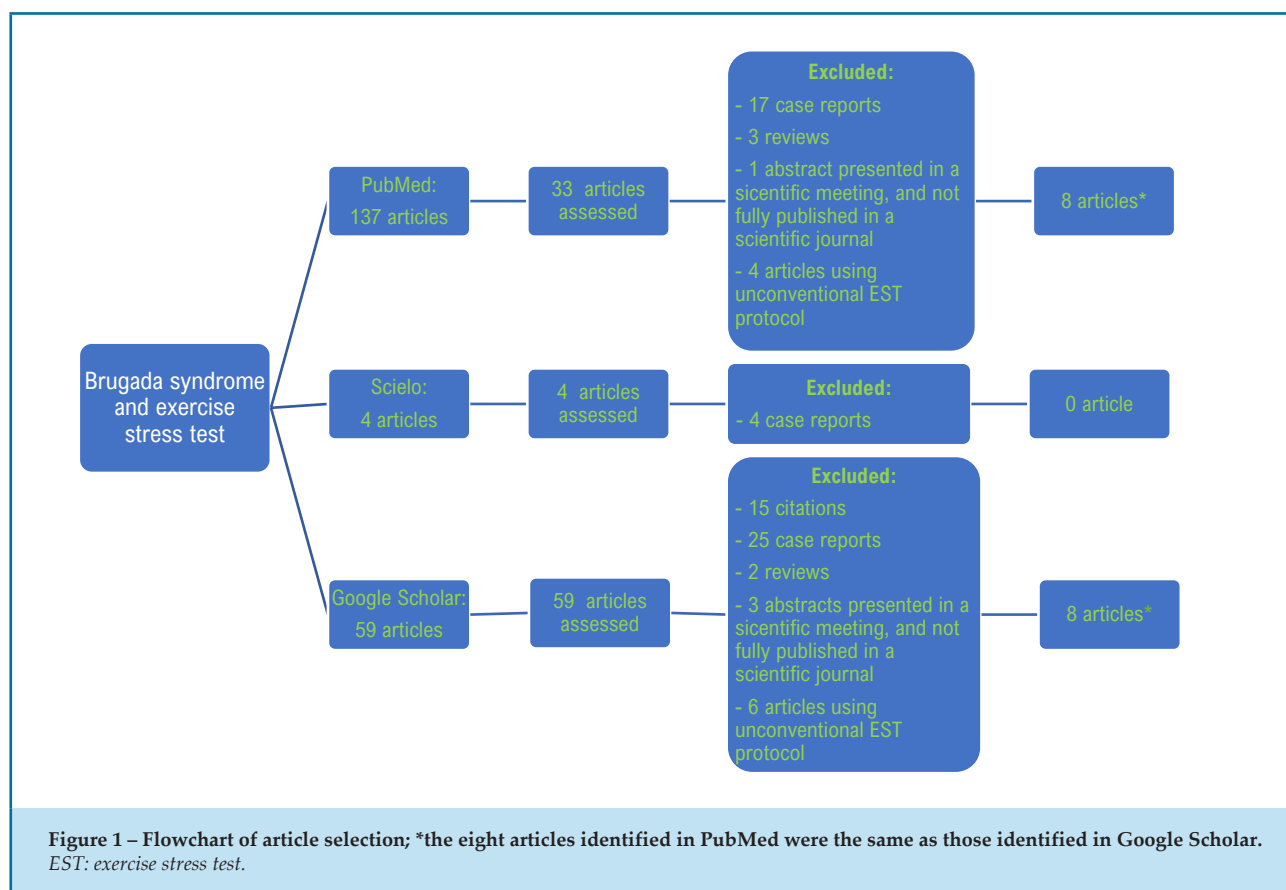 Brugada syndrome
and exercise
stress test
PubMed:
137 articles
33 articles
assessed
Excluded:
- 17 case reports
- 3 reviews
- 1 abstract presented in a
sicentific meeting, and not
fully published in a
scientific journal
- 4 articles using
unconventional EST
protocol
8 articles*
Scielo:
4 articles
4 articles
assessed
Excluded:
- 4 case reports
0 article
Google Scholar:
59 articles
59 articles
assessed
Excluded:
- 15 citations
- 25 case reports
- 2 reviews
- 3 abstracts presented in a
sicentific meeting, and not
fully published in a
scientific journal
- 6 articles using
unconventional EST
protocol
8 articles*
Figure 1 – Flowchart of article selection; *the eight articles identified in PubMed were the same as those identified in Google Scholar.
EST: exercise stress test.